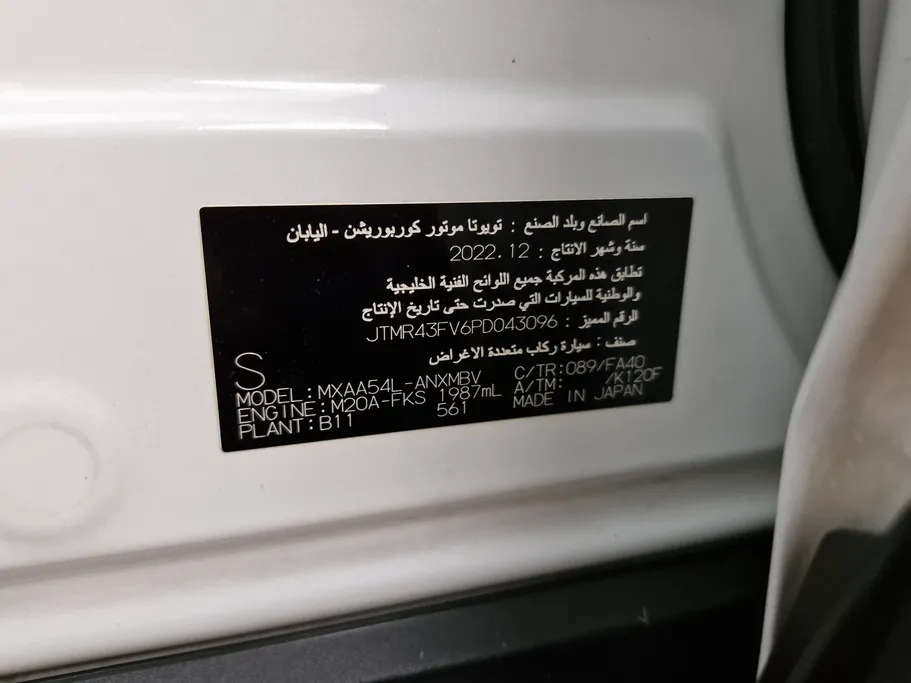 اسم الصانع وبلد الصنع : تويوتا موتور كوربوريشن - اليابان
سنة وشهر الانتاج : 2022.12
تطابق هذه المركبة جميع اللوائح الفنية الخليجية
والوطنية للسيارات التي صدرت حتى تاريخ الإنتاج
الرقم المميز : JTMR43FV6PD043096
صنف : سيارة ركاب متعددة الاغراض
S
MODEL:MXAA54L-ANXMBV C/TR:089/FA40
ENGINE:M20A-FKS 1987mL A/TM: /K120F
PLANT:B11 561 MADE IN JAPAN